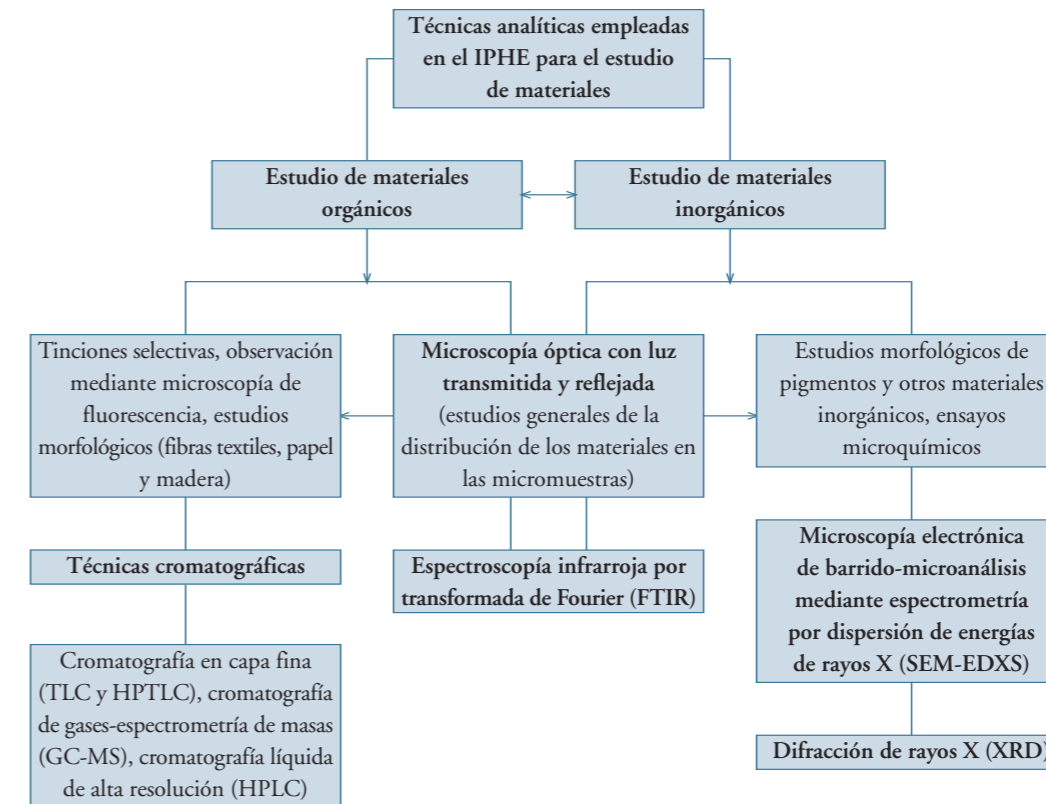 Técnicas analíticas empleadas
en el IPHE para el estudio
de materiales
Estudio de materiales
orgánicos
Estudio de materiales
inorgánicos
Tinciones selectivas, observación
mediante microscopía de
fluorescencia, estudios
morfológicos (fibras textiles, papel
y madera)
Microscopía óptica con luz
transmitida y reflejada
(estudios generales de la
distribución de los materiales en
las micromuestras)
Estudios morfológicos de
pigmentos y otros materiales
inorgánicos, ensayos
microquímicos
Técnicas cromatográficas
Espectroscopía infrarroja por
transformada de Fourier (FTIR)
Microscopía electrónica
de barrido-microanálisis
mediante espectrometría
por dispersión de energías
de rayos X (SEM-EDXS)
Cromatografía en capa fina
(TLC y HPTLC), cromatografía
de gases-espectrometría de masas
(GC-MS), cromatografía líquida
de alta resolución (HPLC)
Difracción de rayos X (XRD)